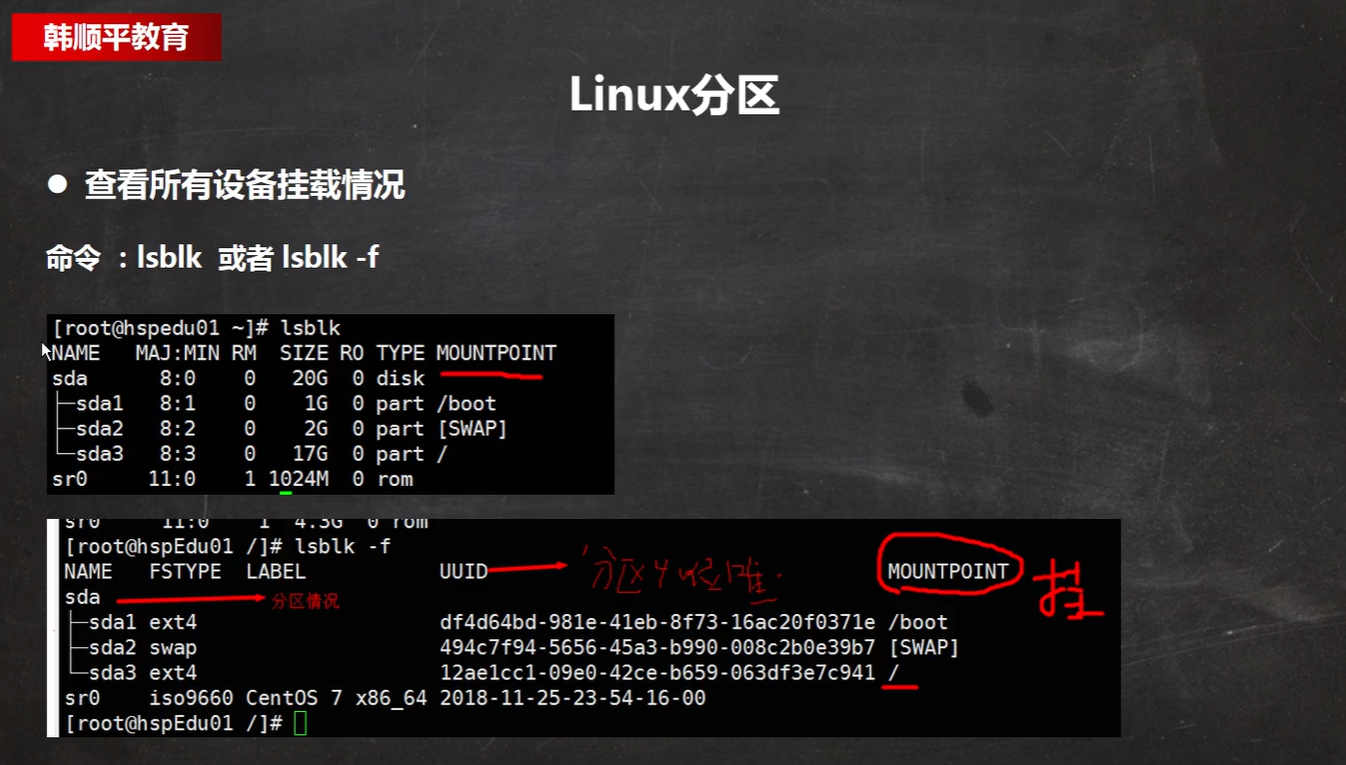 韩顺平教育
Linux分区
● 查看所有设备挂载情况
命令 ：lsblk 或者 lsblk -f
[root@hspedu01 ~]# lsblk
NAME   MAJ:MIN RM  SIZE RO TYPE MOUNTPOINT
sda      8:0    0   20G  0 disk
├─sda1   8:1    0    1G  0 part /boot
├─sda2   8:2    0    2G  0 part [SWAP]
└─sda3   8:3    0   17G  0 part /
sr0     11:0    1 1024M  0 rom
sr0     11:0    1  4.3G  0 rom
[root@hspEdu01 /]# lsblk -f
NAME   FSTYPE  LABEL           UUID 分区 MOUNTPOINT 挂
sda 分区情况
├─sda1 ext4                    df4d64bd-981e-41eb-8f73-16ac20f0371e /boot
├─sda2 swap                    494c7f94-5656-45a3-b990-008c2b0e39b7 [SWAP]
└─sda3 ext4                    12ae1cc1-09e0-42ce-b659-063df3e7c941 /
sr0    iso9660 CentOS 7 x86_64 2018-11-25-23-54-16-00
[root@hspEdu01 /]#